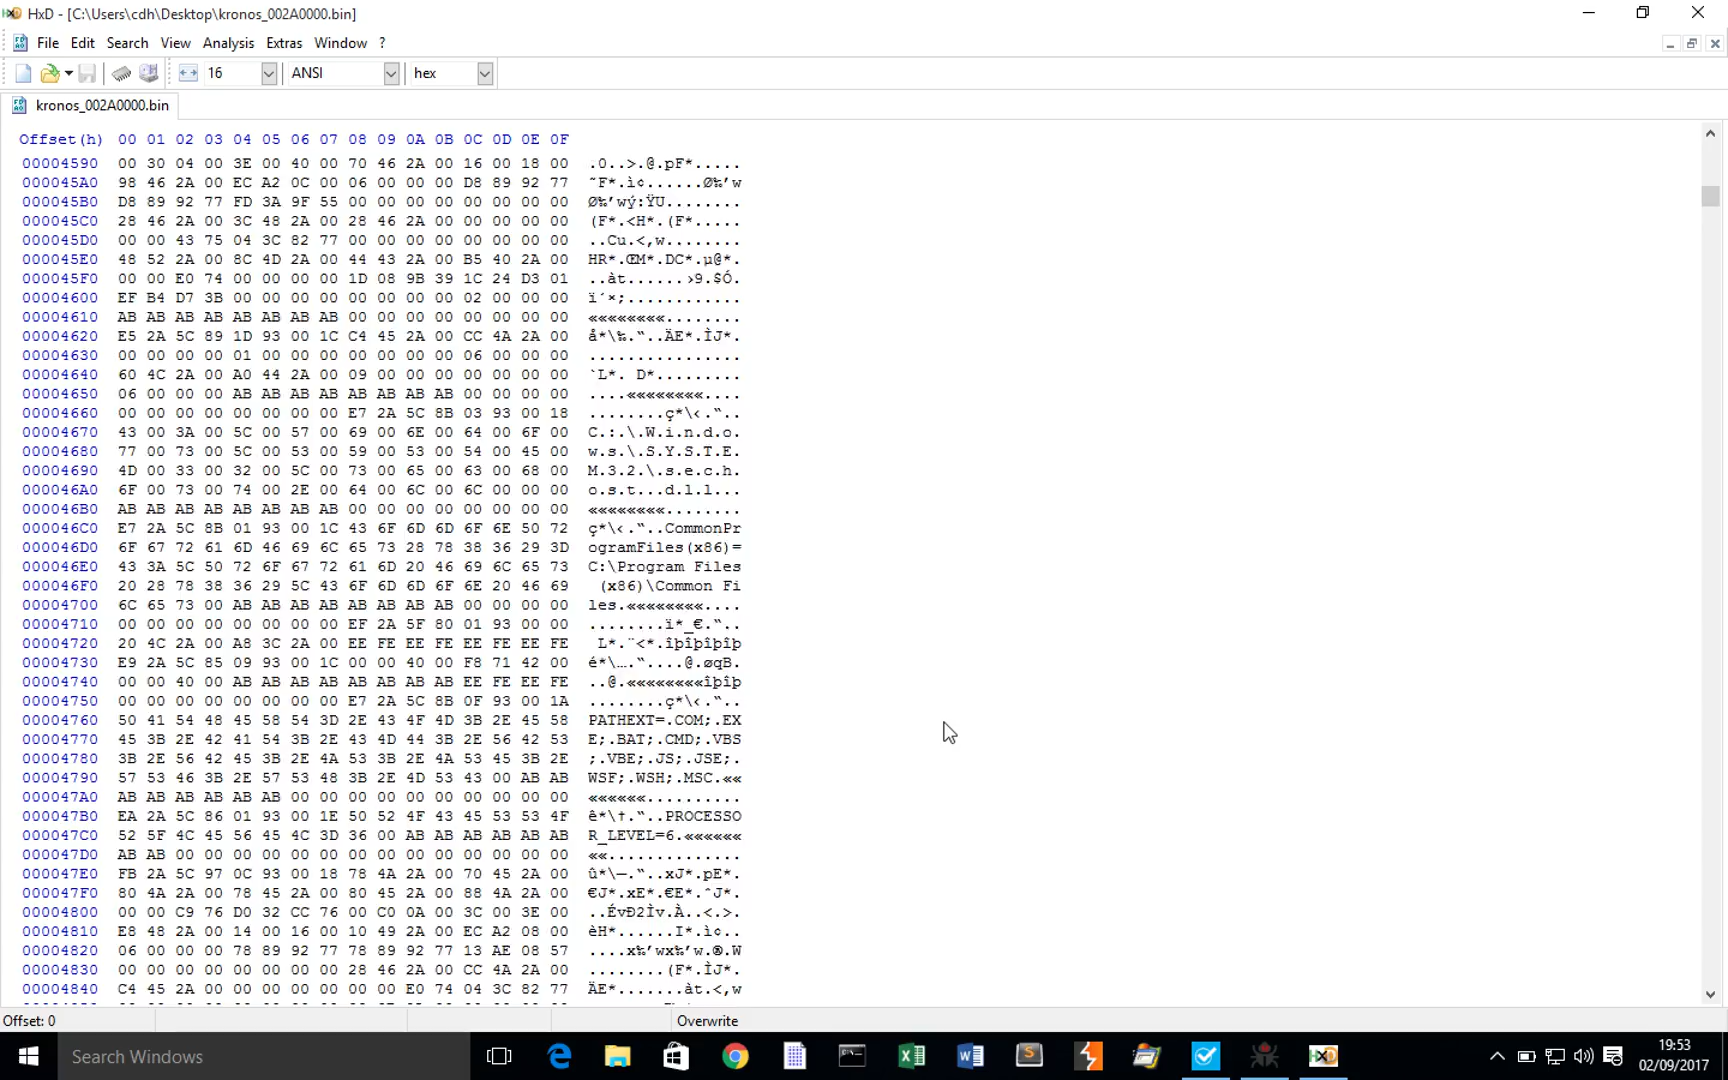 HxD - [C:\Users\cdh\Desktop\kronos_002A0000.bin]
File Edit Search View Analysis Extras Window ?
16 ANSI hex
kronos_002A0000.bin
Offset(h) 00 01 02 03 04 05 06 07 08 09 0A 0B 0C 0D 0E 0F
00004590 00 30 04 00 3E 00 40 00 70 46 2A 00 16 00 18 00 .0..>.@.pF*.....
000045A0 98 46 2A 00 EC A2 0C 00 06 00 00 00 D8 89 92 77 ˜F*.ì¢......Ø‰’w
000045B0 D8 89 92 77 FD 3A 9F 55 00 00 00 00 00 00 00 00 Ø‰’wý:ŸU........
000045C0 28 46 2A 00 3C 48 2A 00 28 46 2A 00 00 00 00 00 (F*.<H*.(F*.....
000045D0 00 00 43 75 04 3C 82 77 00 00 00 00 00 00 00 00 ..Cu.<‚w........
000045E0 48 52 2A 00 8C 4D 2A 00 44 43 2A 00 B5 40 2A 00 HR*.ŒM*.DC*.µ@*.
000045F0 00 00 E0 74 00 00 00 00 1D 08 9B 39 1C 24 D3 01 ..àt......›9.$Ó.
00004600 EF B4 D7 3B 00 00 00 00 00 00 00 00 02 00 00 00 ï´×;............
00004610 AB AB AB AB AB AB AB AB 00 00 00 00 00 00 00 00 ««««««««........
00004620 E5 2A 5C 89 1D 93 00 1C C4 45 2A 00 CC 4A 2A 00 å*\‰.“..ÄE*.ÌJ*.
00004630 00 00 00 00 01 00 00 00 00 00 00 00 06 00 00 00 ................
00004640 60 4C 2A 00 A0 44 2A 00 09 00 00 00 00 00 00 00 `L*. D*.........
00004650 06 00 00 00 AB AB AB AB AB AB AB AB 00 00 00 00 ....««««««««....
00004660 00 00 00 00 00 00 00 00 E7 2A 5C 8B 03 93 00 18 ........ç*\‹.“..
00004670 43 00 3A 00 5C 00 57 00 69 00 6E 00 64 00 6F 00 C.:.\.W.i.n.d.o.
00004680 77 00 73 00 5C 00 53 00 59 00 53 00 54 00 45 00 w.s.\.S.Y.S.T.E.
00004690 4D 00 33 00 32 00 5C 00 73 00 65 00 63 00 68 00 M.3.2.\.s.e.c.h.
000046A0 6F 00 73 00 74 00 2E 00 64 00 6C 00 6C 00 00 00 o.s.t...d.l.l...
000046B0 AB AB AB AB AB AB AB AB 00 00 00 00 00 00 00 00 ««««««««........
000046C0 E7 2A 5C 8B 01 93 00 1C 43 6F 6D 6D 6F 6E 50 72 ç*\‹.“..CommonPr
000046D0 6F 67 72 61 6D 46 69 6C 65 73 28 78 38 36 29 3D ogramFiles(x86)=
000046E0 43 3A 5C 50 72 6F 67 72 61 6D 20 46 69 6C 65 73 C:\Program Files
000046F0 20 28 78 38 36 29 5C 43 6F 6D 6D 6F 6E 20 46 69 (x86)\Common Fi
00004700 6C 65 73 00 AB AB AB AB AB AB AB AB 00 00 00 00 les.««««««««....
00004710 00 00 00 00 00 00 00 00 EF 2A 5F 80 01 93 00 00 ........ï*_€.“..
00004720 20 4C 2A 00 A8 3C 2A 00 EE FE EE FE EE FE EE FE L*.¨<*.îþîþîþîþ
00004730 E9 2A 5C 85 09 93 00 1C 00 00 40 00 F8 71 42 00 é*\….“....@.øqB.
00004740 00 00 40 00 AB AB AB AB AB AB AB AB EE FE EE FE ..@.««««««««îþîþ
00004750 00 00 00 00 00 00 00 00 E7 2A 5C 8B 0F 93 00 1A ........ç*\‹.“..
00004760 50 41 54 48 45 58 54 3D 2E 43 4F 4D 3B 2E 45 58 PATHEXT=.COM;.EX
00004770 45 3B 2E 42 41 54 3B 2E 43 4D 44 3B 2E 56 42 53 E;.BAT;.CMD;.VBS
00004780 3B 2E 56 42 45 3B 2E 4A 53 3B 2E 4A 53 45 3B 2E ;.VBE;.JS;.JSE;.
00004790 57 53 46 3B 2E 57 53 48 3B 2E 4D 53 43 00 AB AB WSF;.WSH;.MSC.««
000047A0 AB AB AB AB AB AB 00 00 00 00 00 00 00 00 00 00 ««««««..........
000047B0 EA 2A 5C 86 01 93 00 1E 50 52 4F 43 45 53 53 4F ê*\†.“..PROCESSO
000047C0 52 5F 4C 45 56 45 4C 3D 36 00 AB AB AB AB AB AB R_LEVEL=6.««««««
000047D0 AB AB 00 00 00 00 00 00 00 00 00 00 00 00 00 00 ««..............
000047E0 FB 2A 5C 97 0C 93 00 18 78 4A 2A 00 70 45 2A 00 û*\—.“..xJ*.pE*.
000047F0 80 4A 2A 00 78 45 2A 00 80 45 2A 00 88 4A 2A 00 €J*.xE*.€E*.ˆJ*.
00004800 00 00 C9 76 D0 32 CC 76 00 C0 0A 00 3C 00 3E 00 ..ÉvÐ2Ìv.À..<.>.
00004810 E8 48 2A 00 14 00 16 00 10 49 2A 00 EC A2 08 00 èH*......I*.ì¢..
00004820 06 00 00 00 78 89 92 77 78 89 92 77 13 AE 08 57 ....x‰’wx‰’w.®.W
00004830 00 00 00 00 00 00 00 00 28 46 2A 00 CC 4A 2A 00 ........(F*.ÌJ*.
00004840 C4 45 2A 00 00 00 00 00 E0 74 04 3C 82 77 ÄE*.......àt.<‚w
Offset: 0 Overwrite
Search Windows
19:53
02/09/2017